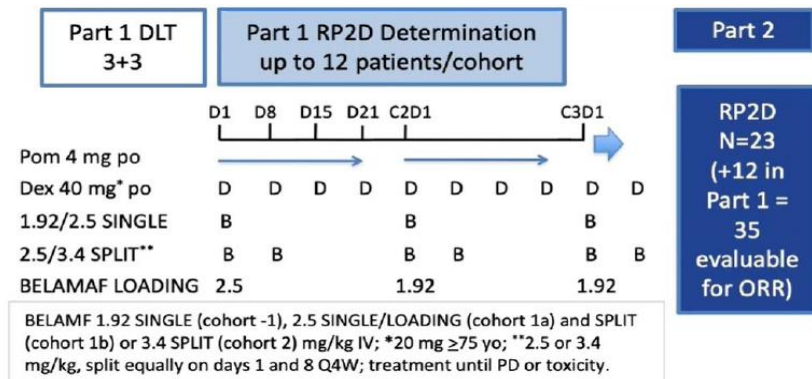 Part 1 DLT
3+3
Part 1 RP2D Determination
up to 12 patients/cohort
Part 2
D1 D8 D15 D21 C2D1 C3D1
Pom 4 mg po
Dex 40 mg* po D D D D D D D D D D
1.92/2.5 SINGLE B B B
2.5/3.4 SPLIT** B B B B B B
BELAMAF LOADING 2.5 1.92 1.92
RP2D
N=23
(+12 in
Part 1 =
35
evaluable
for ORR)
BELAMF 1.92 SINGLE (cohort -1), 2.5 SINGLE/LOADING (cohort 1a) and SPLIT
(cohort 1b) or 3.4 SPLIT (cohort 2) mg/kg IV; *20 mg ≥75 yo; **2.5 or 3.4
mg/kg, split equally on days 1 and 8 Q4W; treatment until PD or toxicity.